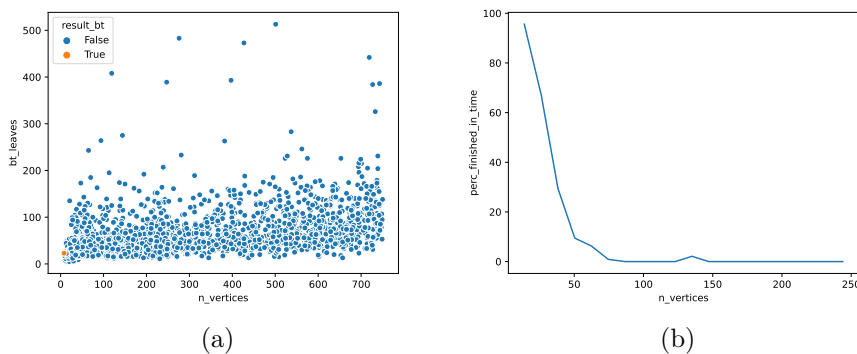 result_bt
False
True
500
400
300
200
100
0
bt_leaves
0 100 200 300 400 500 600 700
n_vertices
(a)
100
80
60
40
20
0
perc_finished_in_time
50 100 150 200 250
n_vertices
(b)